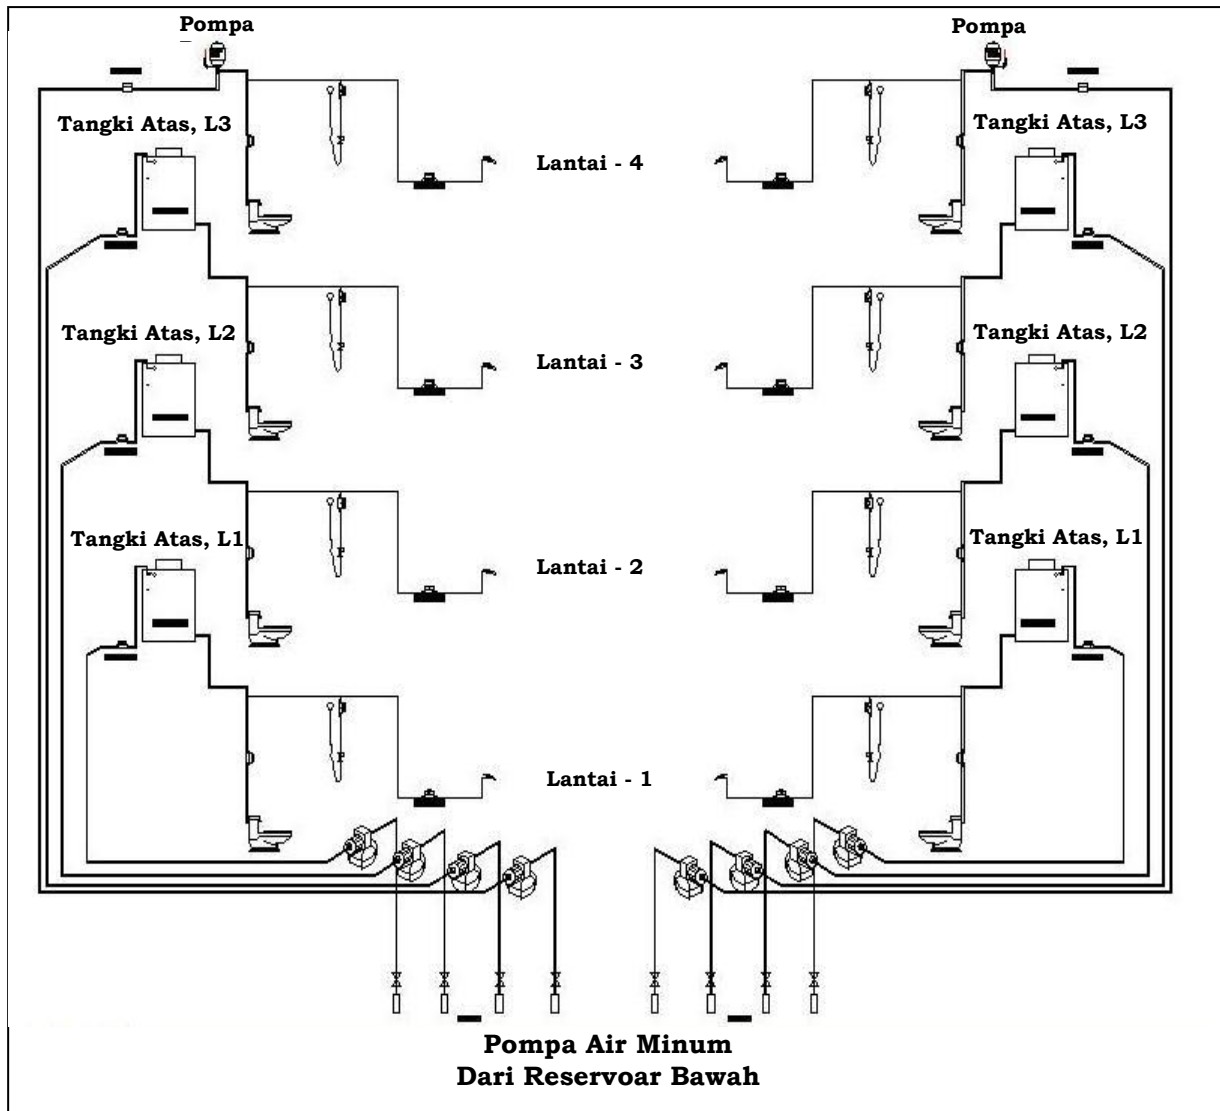 Pompa
Pompa
Tangki Atas, L3
Tangki Atas, L3
Lantai - 4
Tangki Atas, L2
Tangki Atas, L2
Lantai - 3
Tangki Atas, L1
Tangki Atas, L1
Lantai - 2
Lantai - 1
Pompa Air Minum
Dari Reservoar Bawah